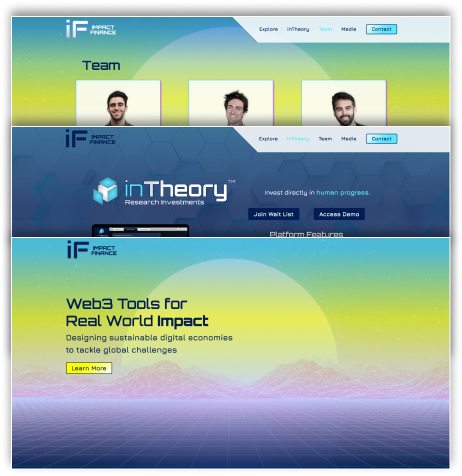 iF IMPACT
FINANCE
Explore InTheory Team Media Contact
Team
iF IMPACT
FINANCE
Explore InTheory Team Media Contact
inTheory™
Research Investments
Invest directly in human progress.
Join Wait List Access Demo
Platform Features
iF IMPACT
FINANCE
Web3 Tools for
Real World Impact
Designing sustainable digital economies
to tackle global challenges
Learn More